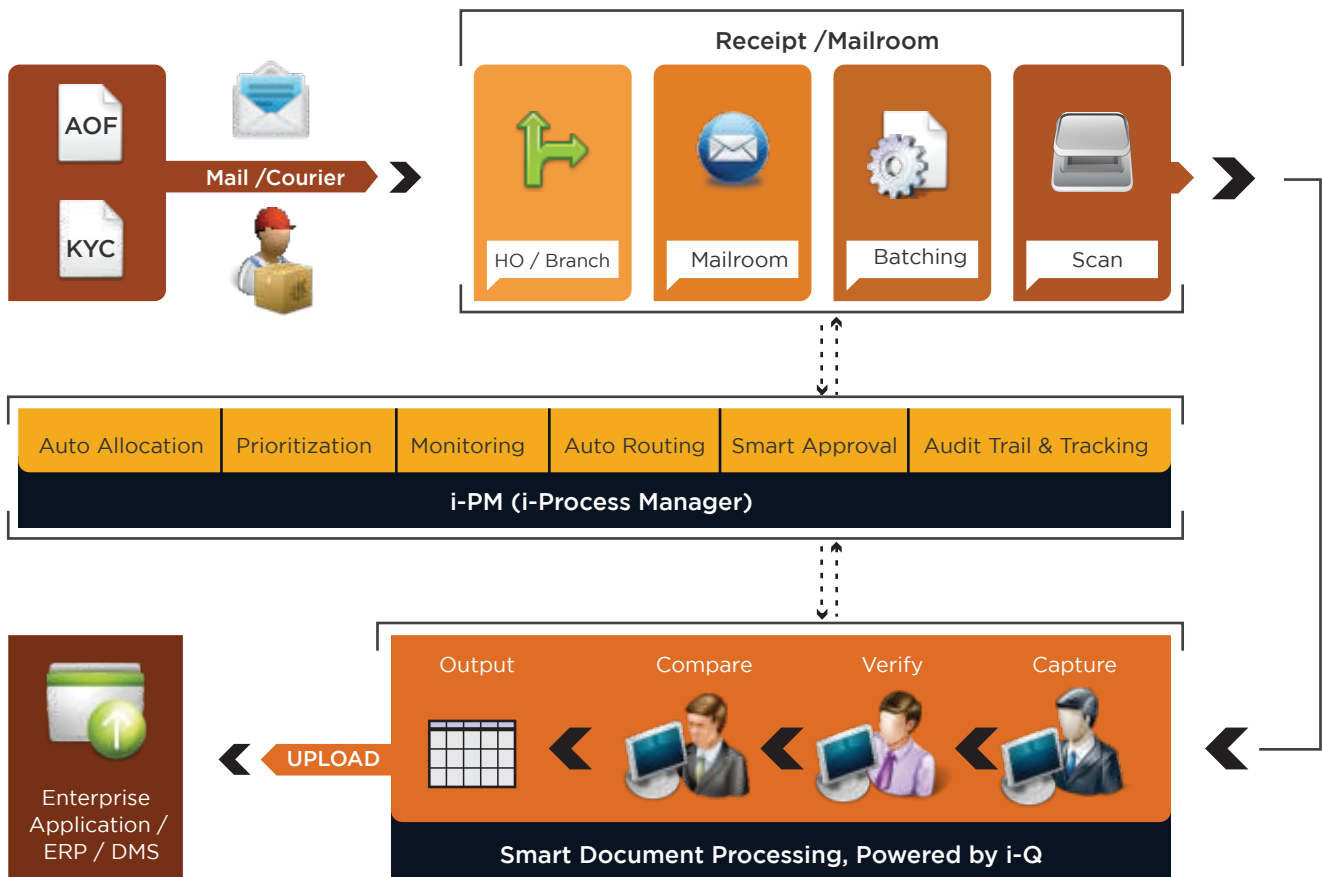 Receipt /Mailroom
AOF
KYC
Mail /Courier
HO / Branch
Mailroom
Batching
Scan
Auto Allocation
Prioritization
Monitoring
Auto Routing
Smart Approval
Audit Trail & Tracking
i-PM (i-Process Manager)
Output
Compare
Verify
Capture
UPLOAD
Enterprise
Application /
ERP / DMS
Smart Document Processing, Powered by i-Q